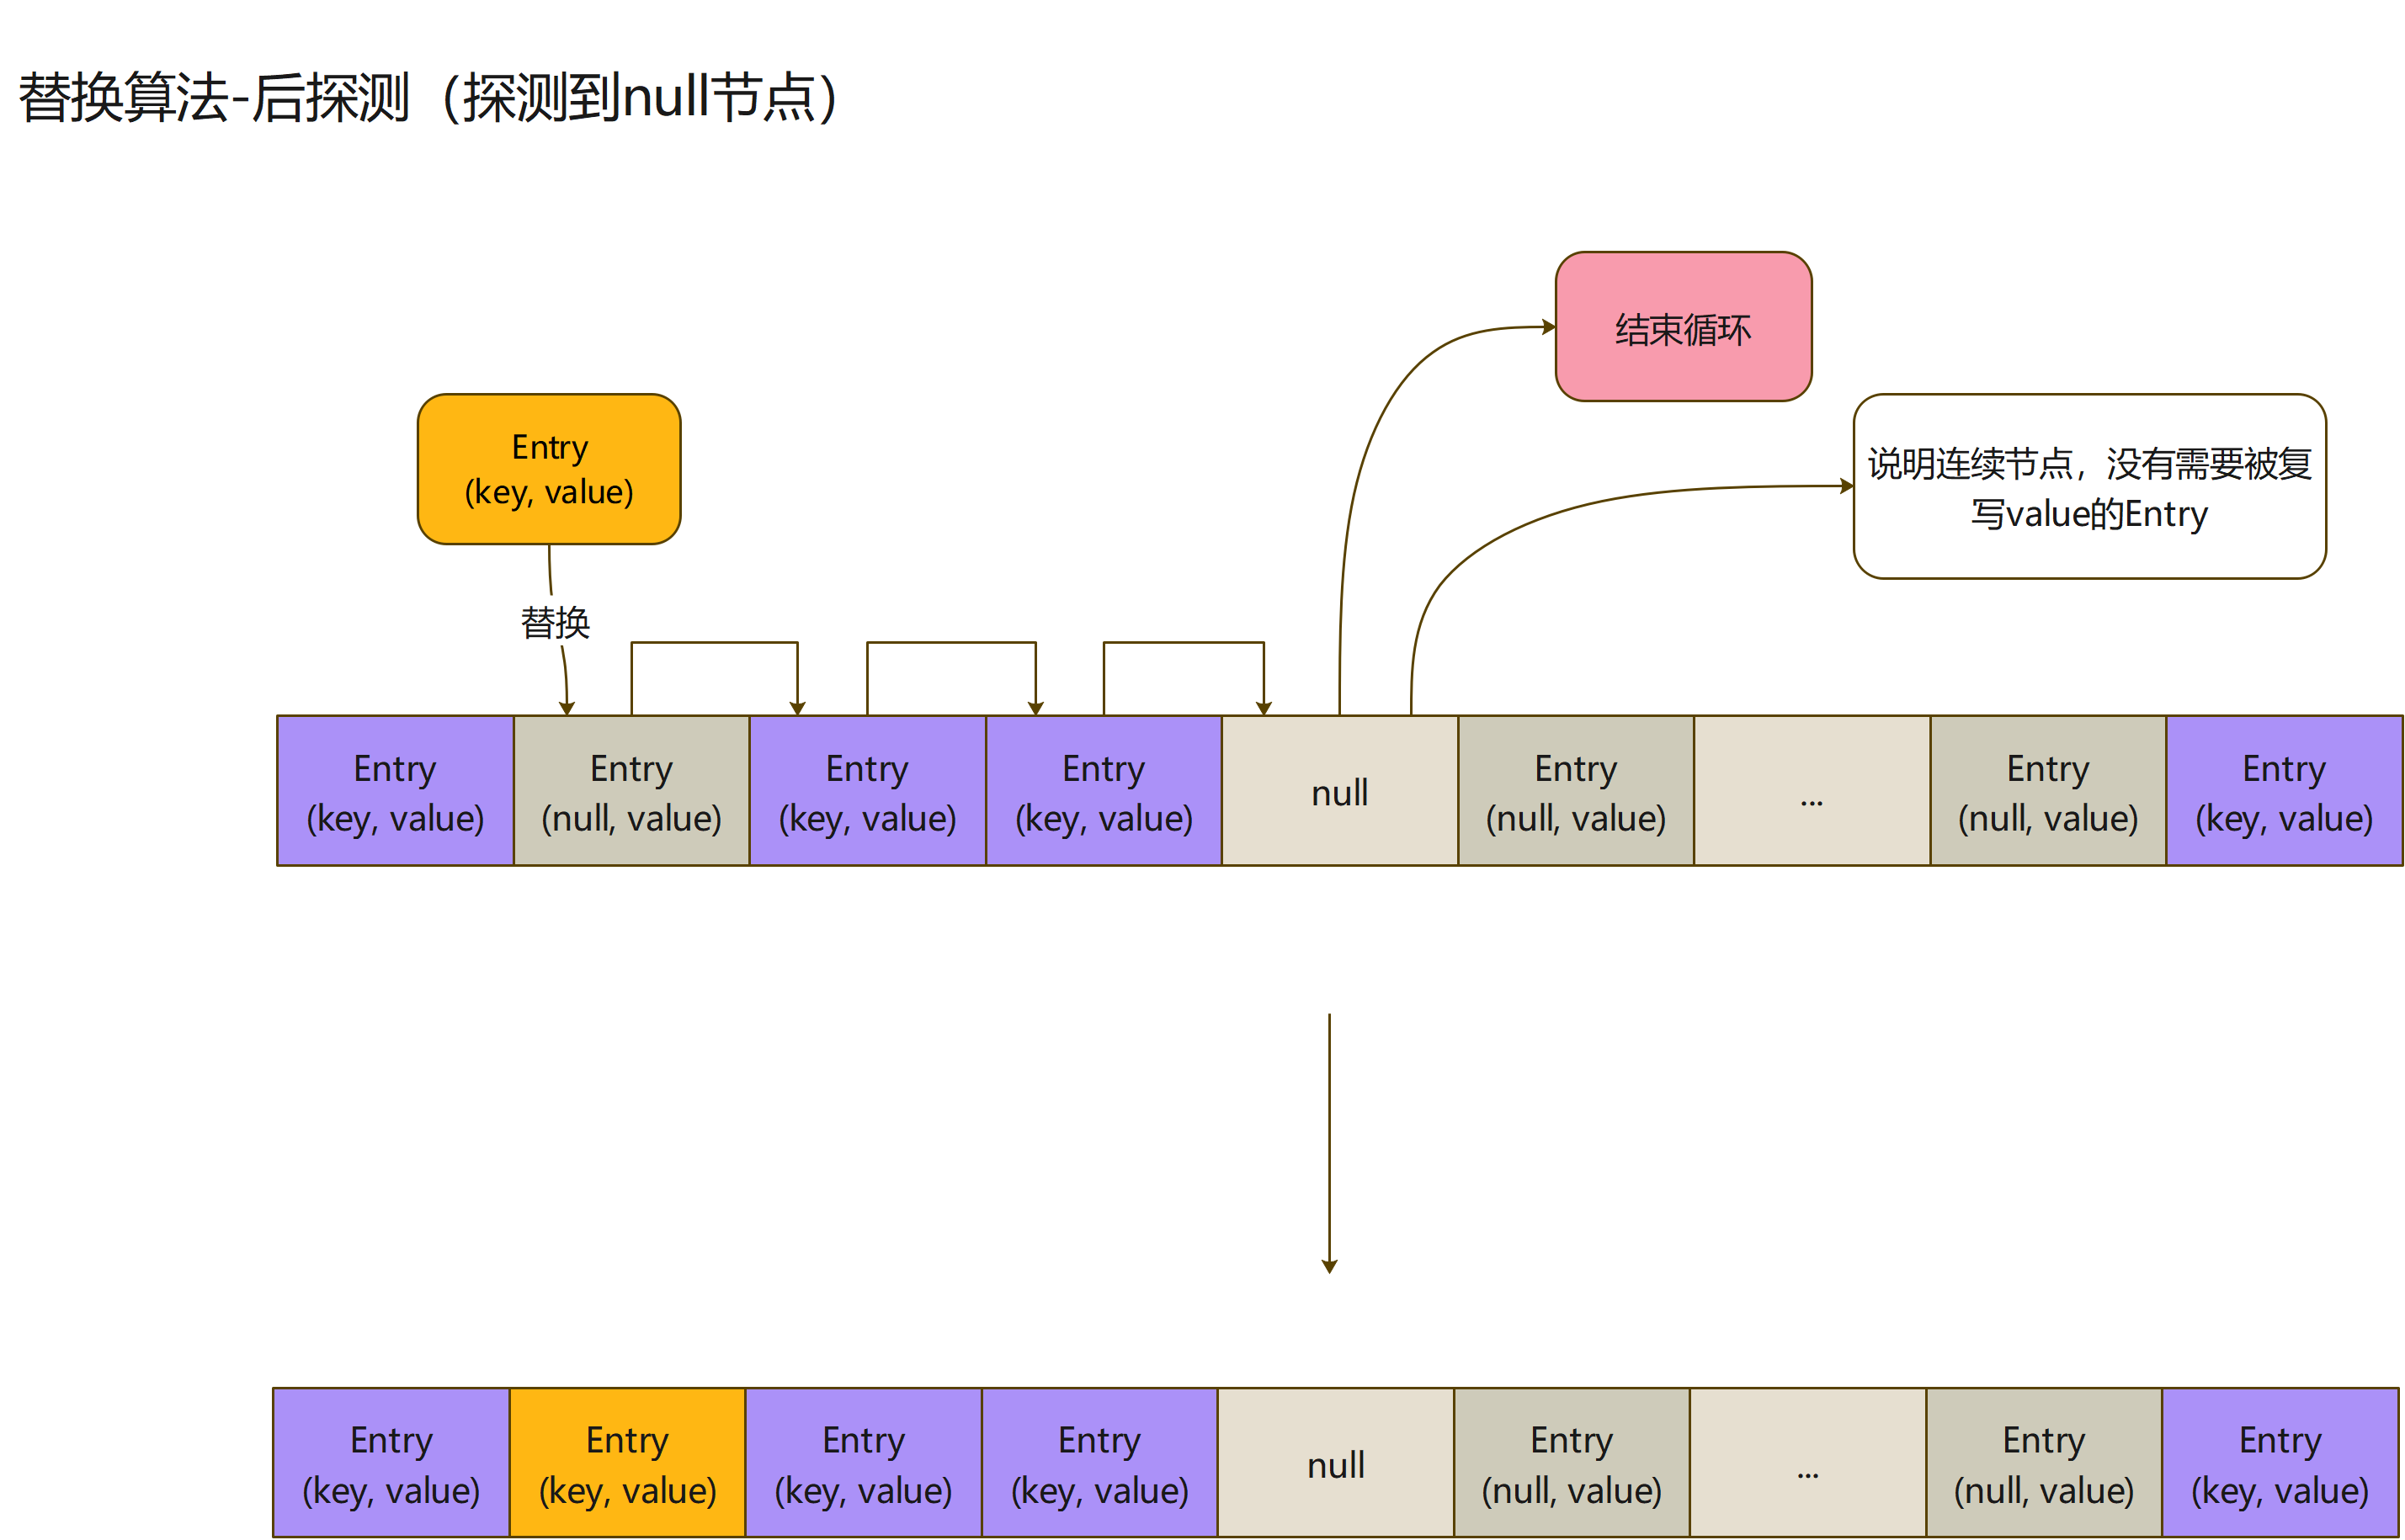 替换算法-后探测（探测到null节点）
结束循环
Entry
(key, value)
说明连续节点，没有需要被复
写value的Entry
替换
Entry
(key, value)
Entry
(null, value)
Entry
(key, value)
Entry
(key, value)
null
Entry
(null, value)
...
Entry
(null, value)
Entry
(key, value)
Entry
(key, value)
Entry
(key, value)
Entry
(key, value)
Entry
(key, value)
null
Entry
(null, value)
...
Entry
(null, value)
Entry
(key, value)